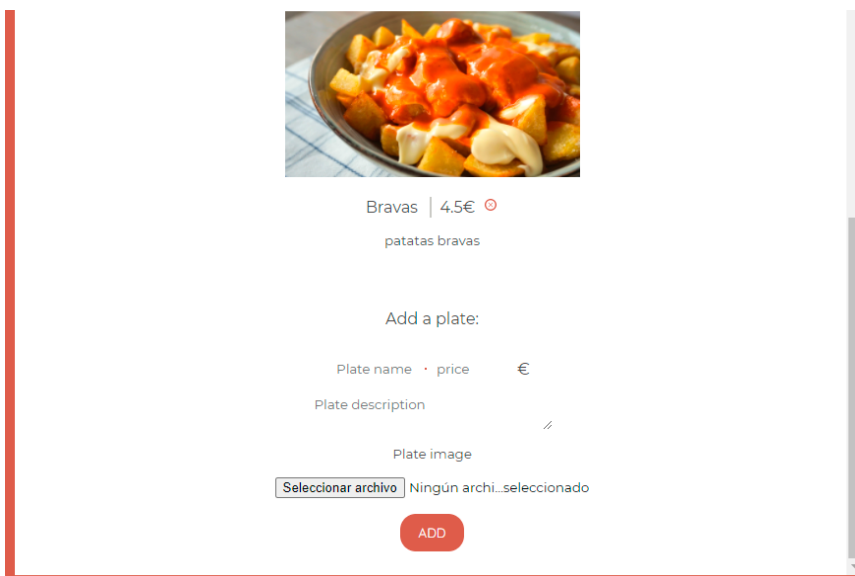 Bravas 4.5€
patatas bravas
Add a plate:
Plate name · price €
Plate description
Plate image
Seleccionar archivo Ningún archi...seleccionado
ADD